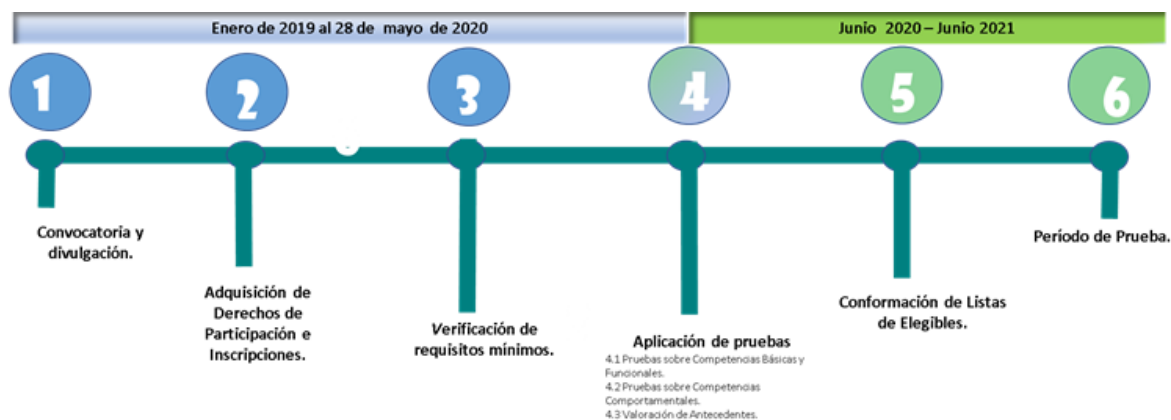 Enero de 2019 al 28 de mayo de 2020
Junio 2020 – Junio 2021
1
2
3
4
5
6
Convocatoria y
divulgación.
Adquisición de
Derechos de
Participación e
Inscripciones.
Verificación de
requisitos mínimos.
Aplicación de pruebas
4.1 Pruebas sobre Competencias Básicas y
Funcionales.
4.2 Pruebas sobre Competencias
Comportamentales.
4.3 Valoración de Antecedentes.
Conformación de Listas
de Elegibles.
Período de Prueba.